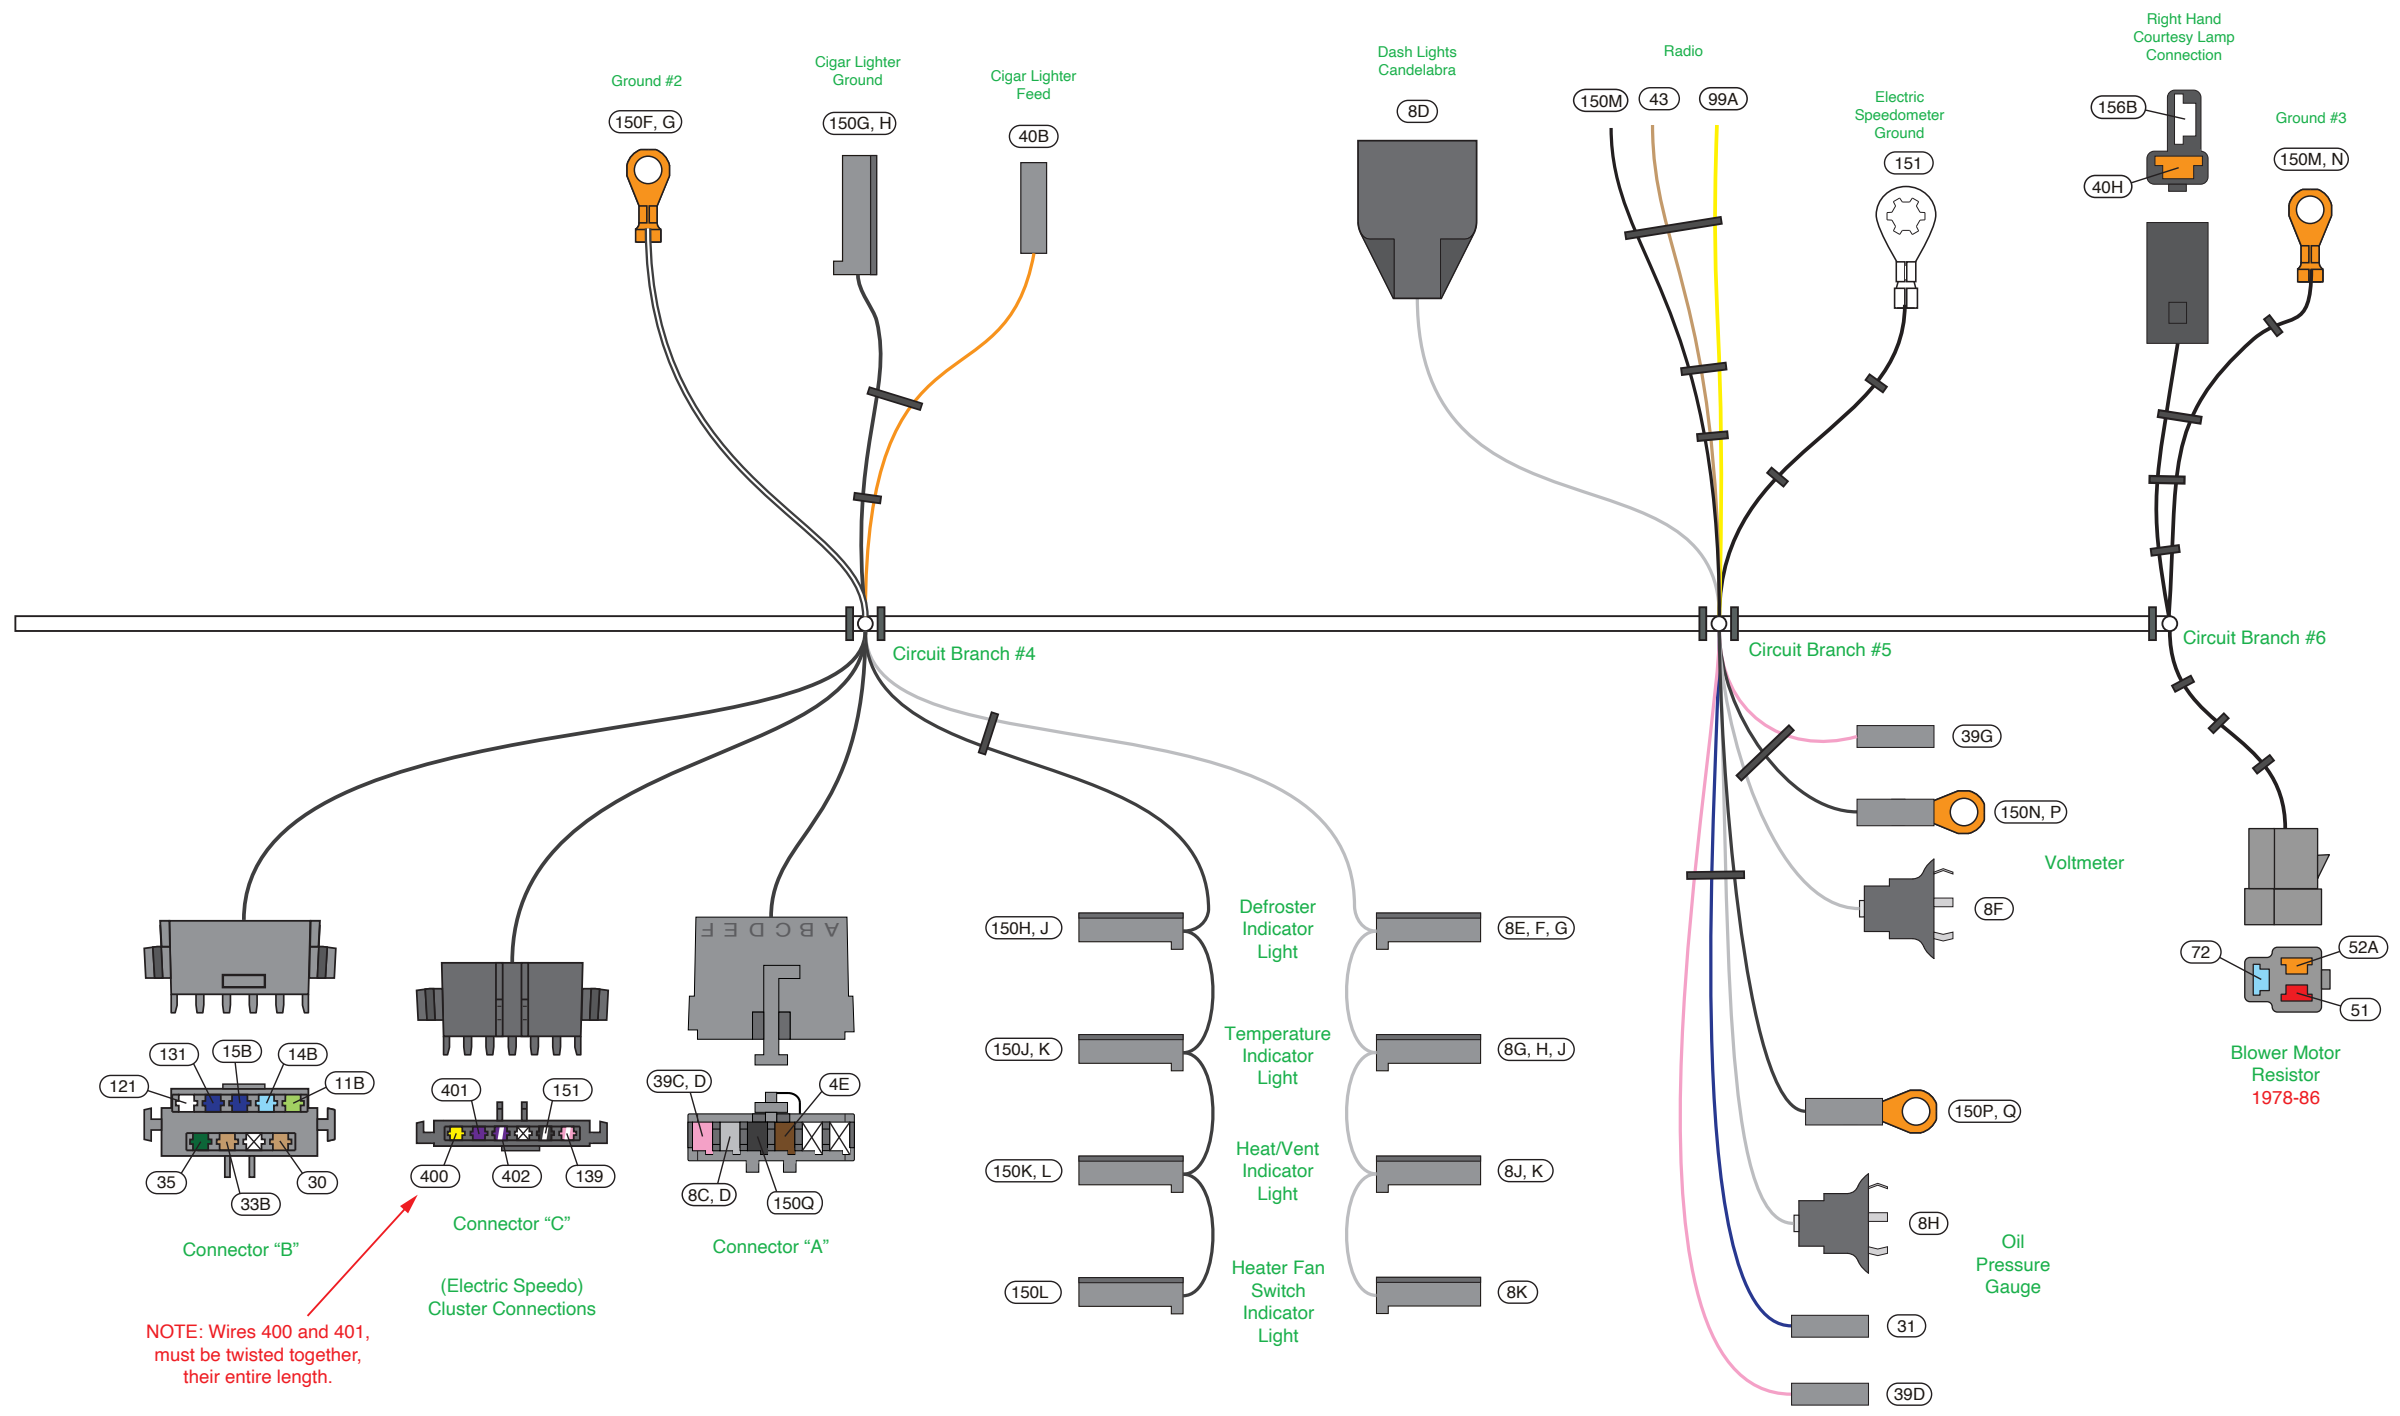 Ground #2
150F, G
Cigar Lighter
Ground
150G, H
Cigar Lighter
Feed
40B
Dash Lights
Candelabra
8D
Radio
150M
43
99A
Electric
Speedometer
Ground
151
Right Hand
Courtesy Lamp
Connection
156B
40H
Ground #3
150M, N
Circuit Branch #4
Circuit Branch #5
Circuit Branch #6
39G
150N, P
Voltmeter
8F
150P, Q
8H
Oil
Pressure
Gauge
31
39D
72
52A
51
Blower Motor
Resistor
1978-86
150H, J
Defroster
Indicator
Light
8E, F, G
150J, K
Temperature
Indicator
Light
8G, H, J
150K, L
Heat/Vent
Indicator
Light
8J, K
150L
Heater Fan
Switch
Indicator
Light
8K
A B C D E F
39C, D
4E
8C, D
150Q
Connector “A”
401
151
400
402
139
Connector “C”
(Electric Speedo)
Cluster Connections
131
15B
14B
121
11B
35
33B
30
Connector “B”
NOTE: Wires 400 and 401,
must be twisted together,
their entire length.